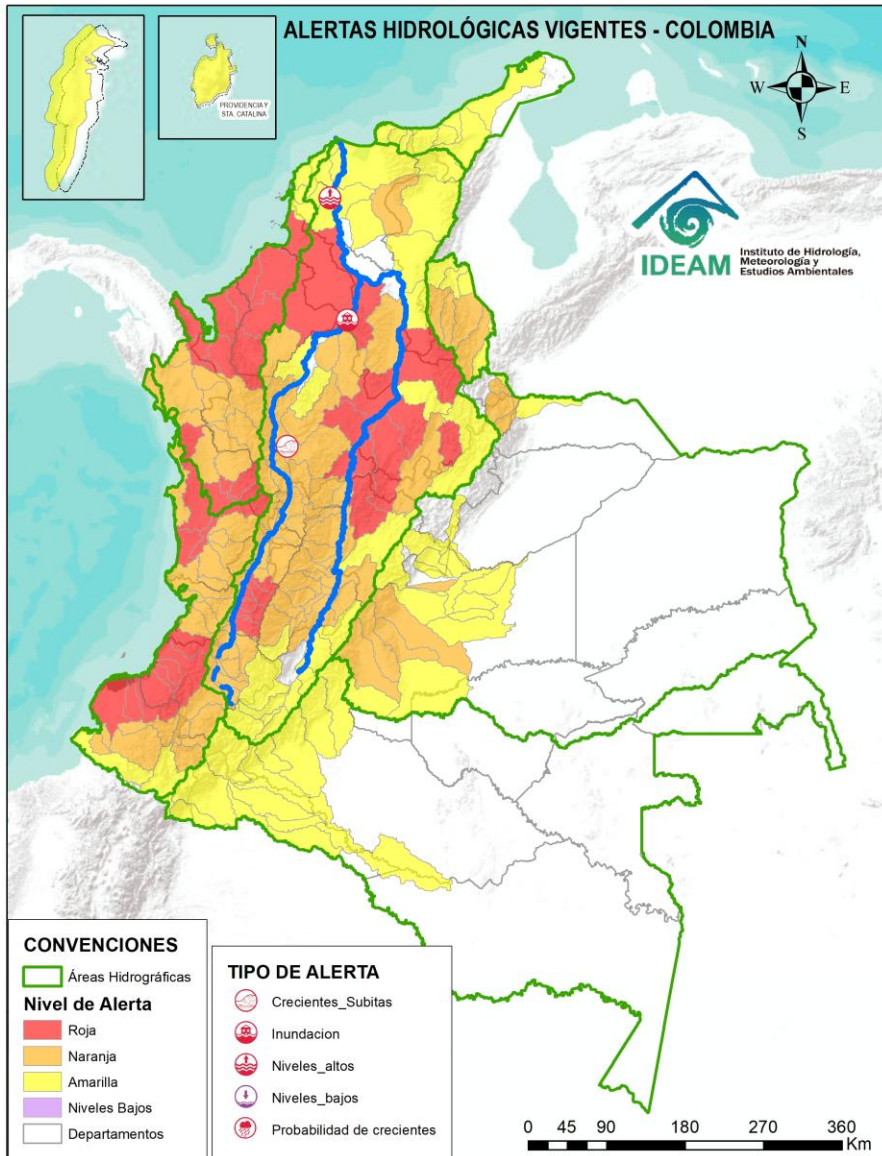 ALERTAS HIDROLÓGICAS VIGENTES - COLOMBIA
PROVIDENCIA Y
STA. CATALINA
N
W
E
S
IDEAM
Instituto de Hidrología,
Meteorología y
Estudios Ambientales
CONVENCIONES
Áreas Hidrográficas
Nivel de Alerta
Roja
Naranja
Amarilla
Niveles Bajos
Departamentos
TIPO DE ALERTA
Crecientes_Subitas
Inundacion
Niveles_altos
Niveles_bajos
Probabilidad de crecientes
0 45 90 180 270 360
Km